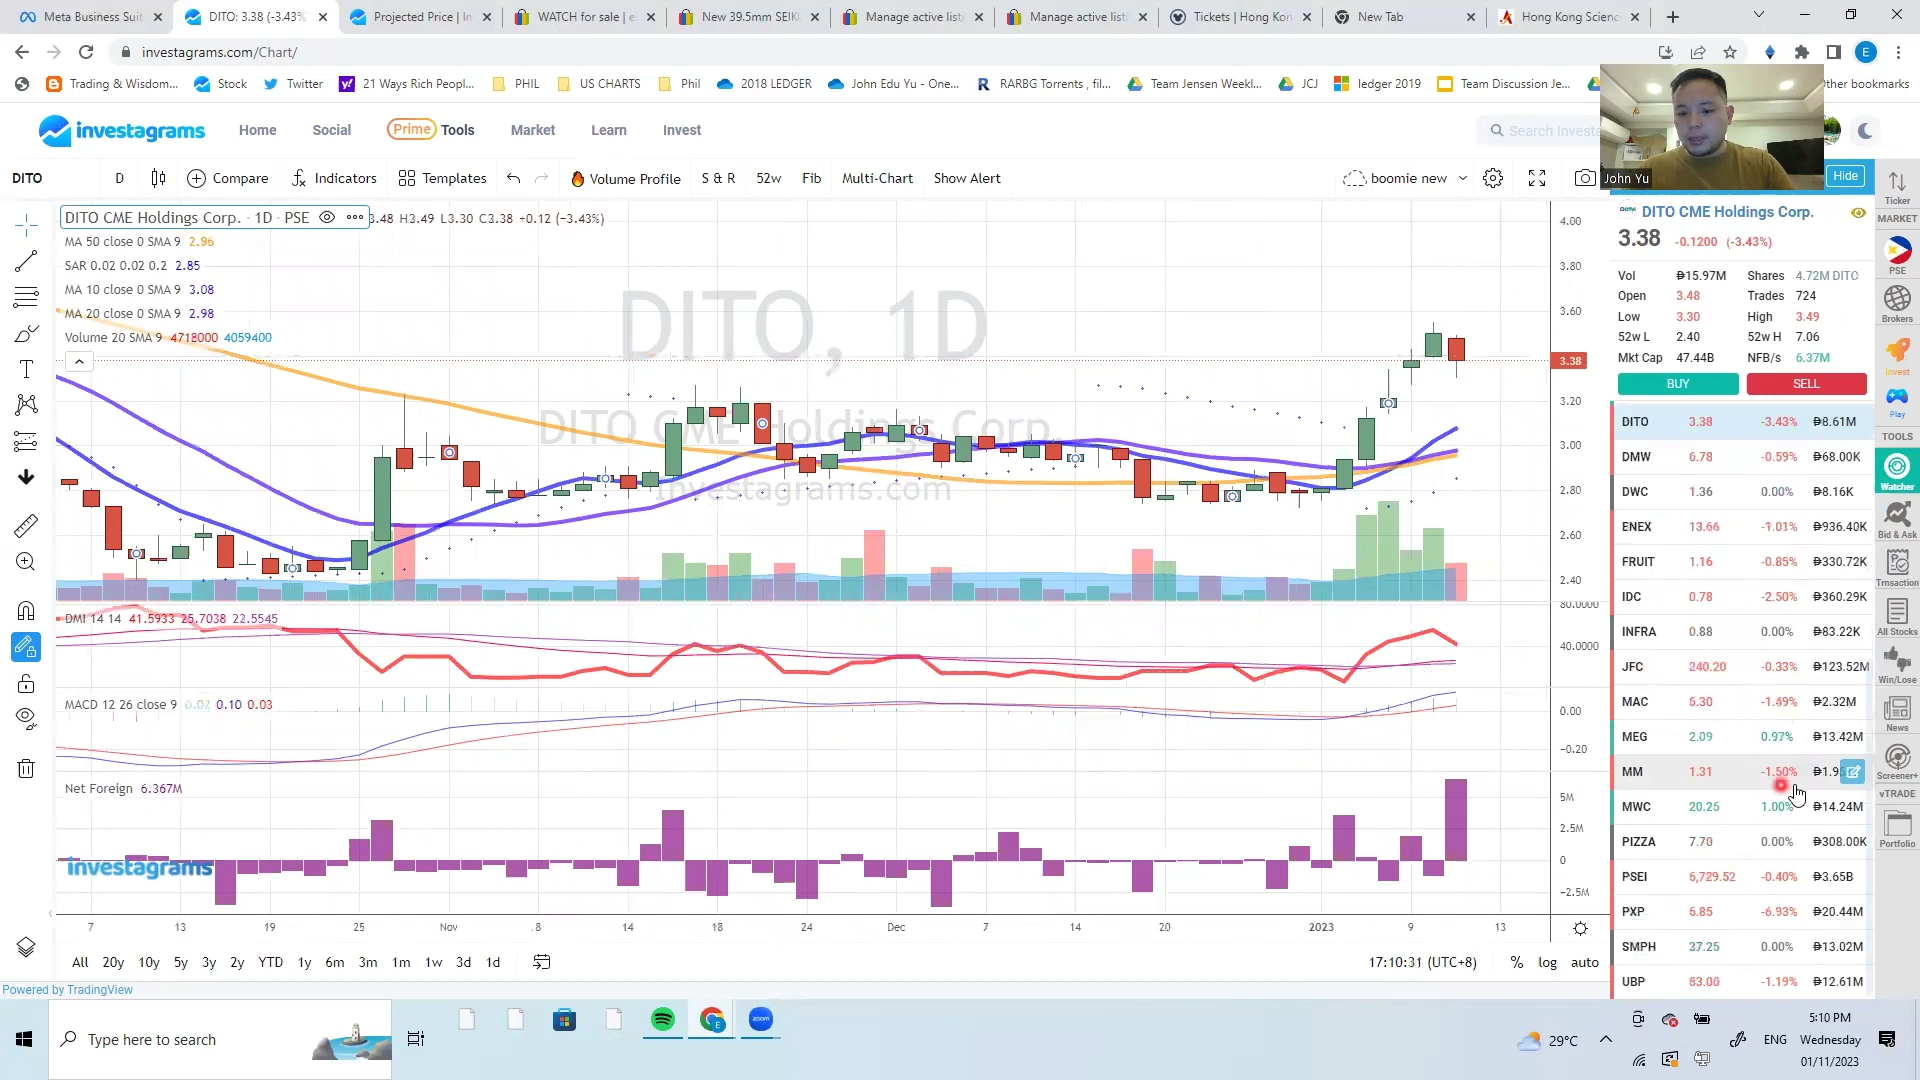 Meta Business Suit
DITO: 3.38 (-3.43%
Projected Price | In
WATCH for sale | e
New 39.5mm SEIK
Manage active list
Manage active list
Tickets | Hong Kon
New Tab
Hong Kong Scienc
investagrams.com/Chart/
Trading & Wisdom...
Stock
Twitter
21 Ways Rich Peopl...
PHIL
US CHARTS
Phil
2018 LEDGER
John Edu Yu - One...
RARBG Torrents , fil...
Team Jensen Weekl...
JCJ
ledger 2019
Team Discussion Je...
Other bookmarks
investagrams
Home
Social
Prime Tools
Market
Learn
Invest
Search Investa
DITO
D
Compare
Indicators
Templates
Volume Profile
S & R
52w
Fib
Multi-Chart
Show Alert
boomie new
John Yu
Hide
DITO CME Holdings Corp. · 1D · PSE
3.48 H3.49 L3.30 C3.38 −0.12 (−3.43%)
MA 50 close 0 SMA 9 2.96
SAR 0.02 0.02 0.2 2.85
MA 10 close 0 SMA 9 3.08
MA 20 close 0 SMA 9 2.98
Volume 20 SMA 9 4718000 4059400
DITO, 1D
DITO CME Holdings Corp.
Investagrams.com
4.00
3.80
3.60
3.38
3.20
3.00
2.80
2.60
2.40
DMI 14 14 41.5933 25.7038 22.5545
80.0000
40.0000
MACD 12 26 close 9 0.07 0.10 0.03
0.00
−0.20
Net Foreign 6.367M
5M
2.5M
0
−2.5M
investagrams
7 13 19 25 Nov 8 14 18 24 Dec 7 14 20 2023 9 13
All 20y 10y 5y 3y 2y YTD 1y 6m 3m 1m 1w 3d 1d
17:10:31 (UTC+8) % log auto
Powered by TradingView
DITO CME Holdings Corp.
3.38 -0.1200 (-3.43%)
Vol ₱15.97M Shares 4.72M DITO
Open 3.48 Trades 724
Low 3.30 High 3.49
52w L 2.40 52w H 7.06
Mkt Cap 47.44B NFB/s 6.37M
BUY SELL
DITO 3.38 -3.43% ₱8.61M
DMW 6.78 -0.59% ₱68.00K
DWC 1.36 0.00% ₱8.16K
ENEX 13.66 -1.01% ₱936.40K
FRUIT 1.16 -0.85% ₱330.72K
IDC 0.78 -2.50% ₱360.29K
INFRA 0.88 0.00% ₱83.22K
JFC 240.20 -0.33% ₱123.52M
MAC 5.30 -1.49% ₱2.32M
MEG 2.09 0.97% ₱13.42M
MM 1.31 -1.50%
MWC 20.25 1.00% ₱14.24M
PIZZA 7.70 0.00% ₱308.00K
PSEI 6,729.52 -0.40% ₱3.65B
PXP 6.85 -6.93% ₱20.44M
SMPH 37.25 0.00% ₱13.02M
UBP 83.00 -1.19% ₱12.61M
Ticker
MARKET
PSE
Brokers
Invest
Play
TOOLS
Watcher
Bid & Ask
Trnsaction
All Stocks
Win/Lose
News
Screener+
vTRADE
Portfolio
Type here to search
zoom
29°C
ENG
5:10 PM
Wednesday
01/11/2023